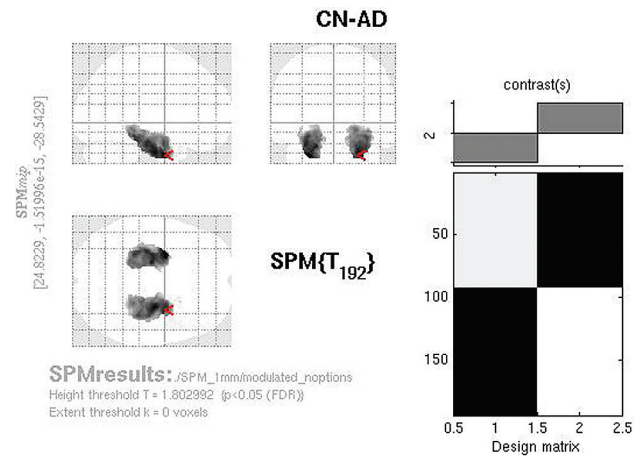 CN-AD
SPMmip
[24.8229, -1.51996e-15, -28.5429]
contrast(s)
2
SPM{T192}
50
100
150
0.5 1 1.5 2 2.5
Design matrix
SPMresults: ./SPM_1mm/modulated_noptions
Height threshold T = 1.802992 {p<0.05 (FDR)}
Extent threshold k = 0 voxels